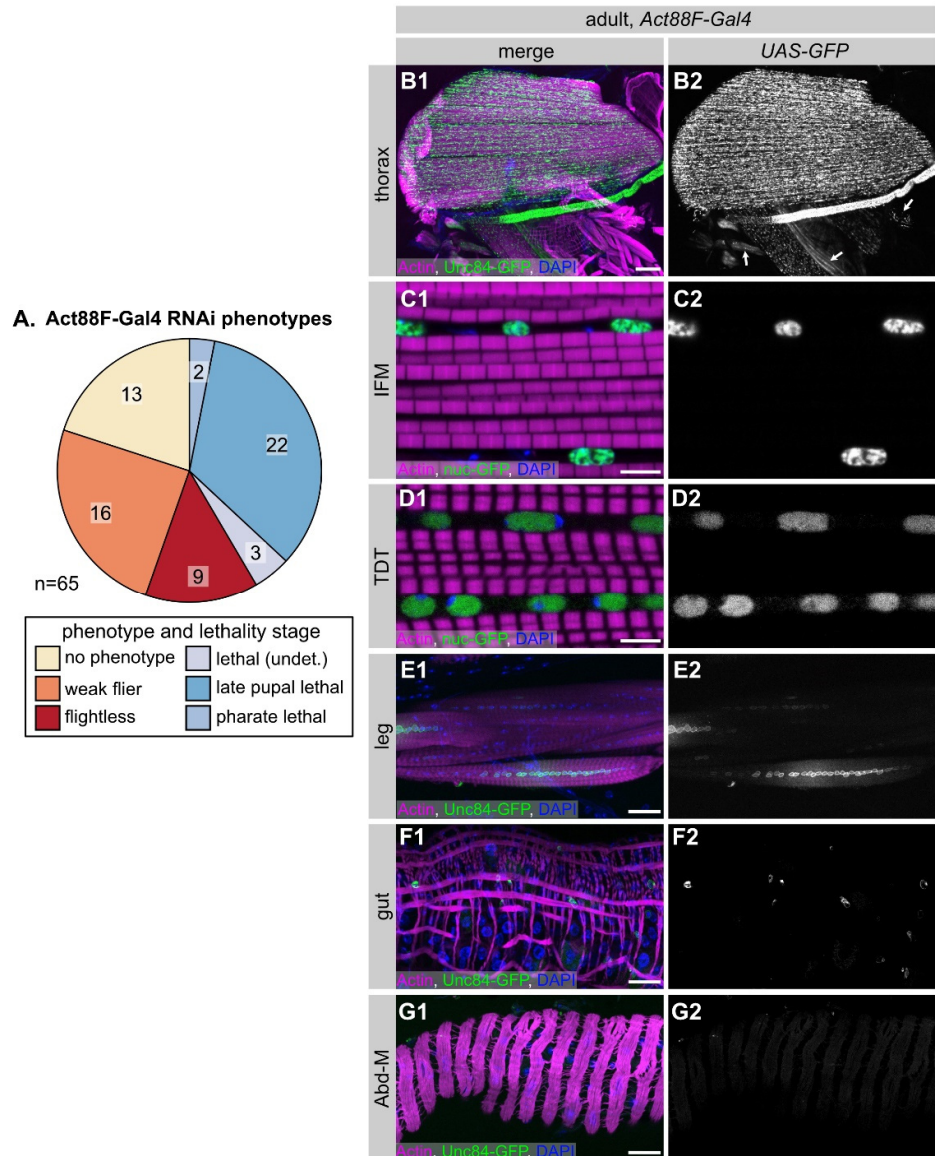 adult, Act88F-Gal4
merge
UAS-GFP
thorax
B1
B2
Actin, Unc84-GFP, DAPI
IFM
C1
C2
Actin, nuc-GFP, DAPI
A. Act88F-Gal4 RNAi phenotypes
2
13
22
16
3
9
n=65
phenotype and lethality stage
no phenotype
lethal (undet.)
weak flier
late pupal lethal
flightless
pharate lethal
TDT
D1
D2
Actin, nuc-GFP, DAPI
leg
E1
E2
Actin, Unc84-GFP, DAPI
gut
F1
F2
Actin, Unc84-GFP, DAPI
Abd-M
G1
G2
Actin, Unc84-GFP, DAPI